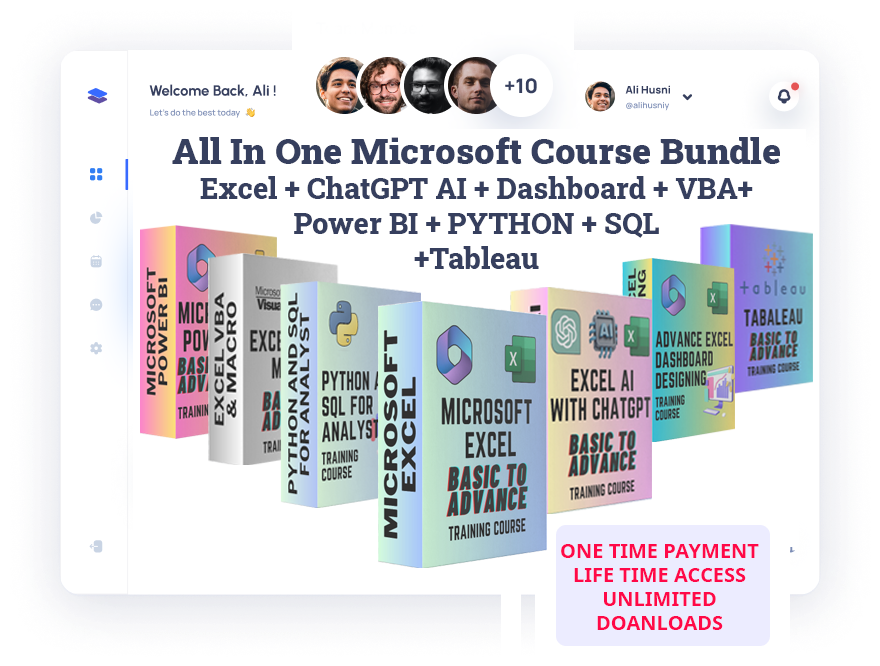 Welcome Back, Ali !
Let's do the best today
+10
Ali Husni
@alihusniy
All In One Microsoft Course Bundle
Excel + ChatGPT AI + Dashboard + VBA+
Power BI + PYTHON + SQL
+Tableau
MICROSOFT
POWER BI
EXCEL VBA
& MACRO
PYTHON AND SQL
FOR ANALYST
PYTHON A
SQL FOR
ANALYST
TRAINING
COURSE
MICROSOFT
EXCEL
MICROSOFT
EXCEL
BASIC TO
ADVANCE
TRAINING COURSE
EXCEL AI
WITH CHATGPT
BASIC TO
ADVANCE
TRAINING COURSE
ADVANCE EXCEL
DASHBOARD
DESIGNING
TRAINING
COURSE
+ a b l e a u
TABALEAU
BASIC TO
ADVANCE
TRAINING COURSE
ONE TIME PAYMENT
LIFE TIME ACCESS
UNLIMITED
DOANLOADS